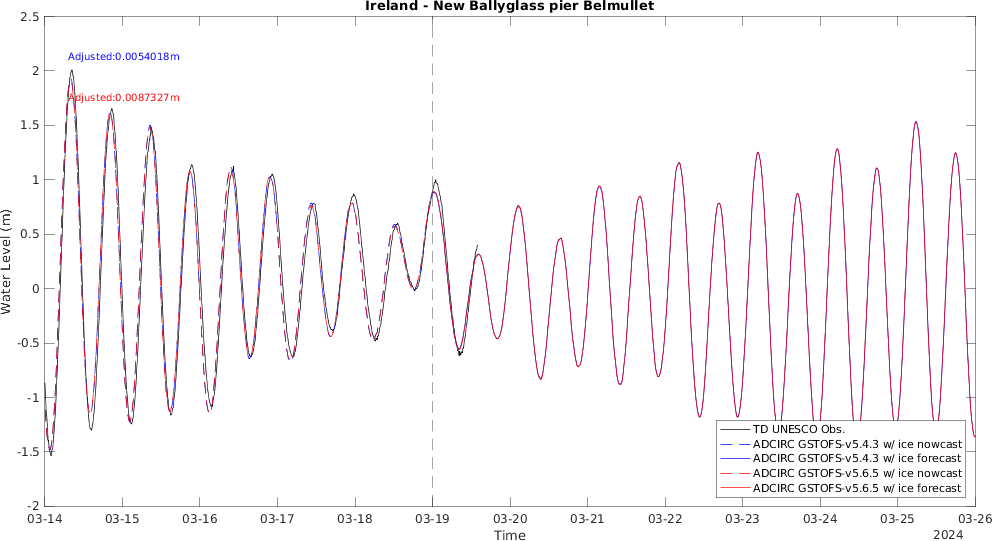 Ireland - New Ballyglass pier Belmullet
2.5
2
1.5
1
0.5
0
-0.5
-1
-1.5
-2
Water Level (m)
Adjusted:0.0054018m
Adjusted:0.0087327m
TD UNESCO Obs.
ADCIRC GSTOFS-v5.4.3 w/ ice nowcast
ADCIRC GSTOFS-v5.4.3 w/ ice forecast
ADCIRC GSTOFS-v5.6.5 w/ ice nowcast
ADCIRC GSTOFS-v5.6.5 w/ ice forecast
03-14 03-15 03-16 03-17 03-18 03-19 03-20 03-21 03-22 03-23 03-24 03-25 03-26
Time
2024